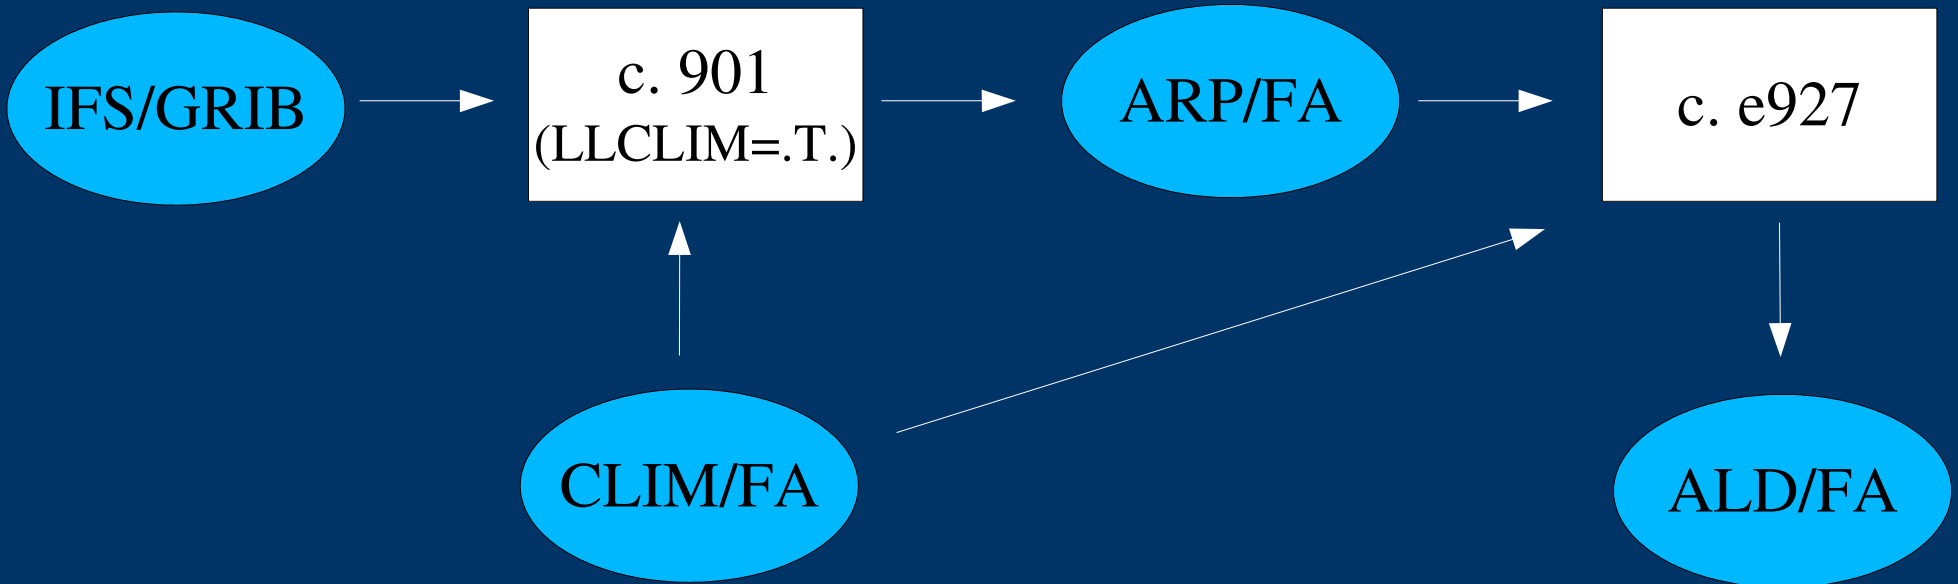 IFS/GRIB
c. 901
(LLCLIM=.T.)
ARP/FA
c. e927
CLIM/FA
ALD/FA